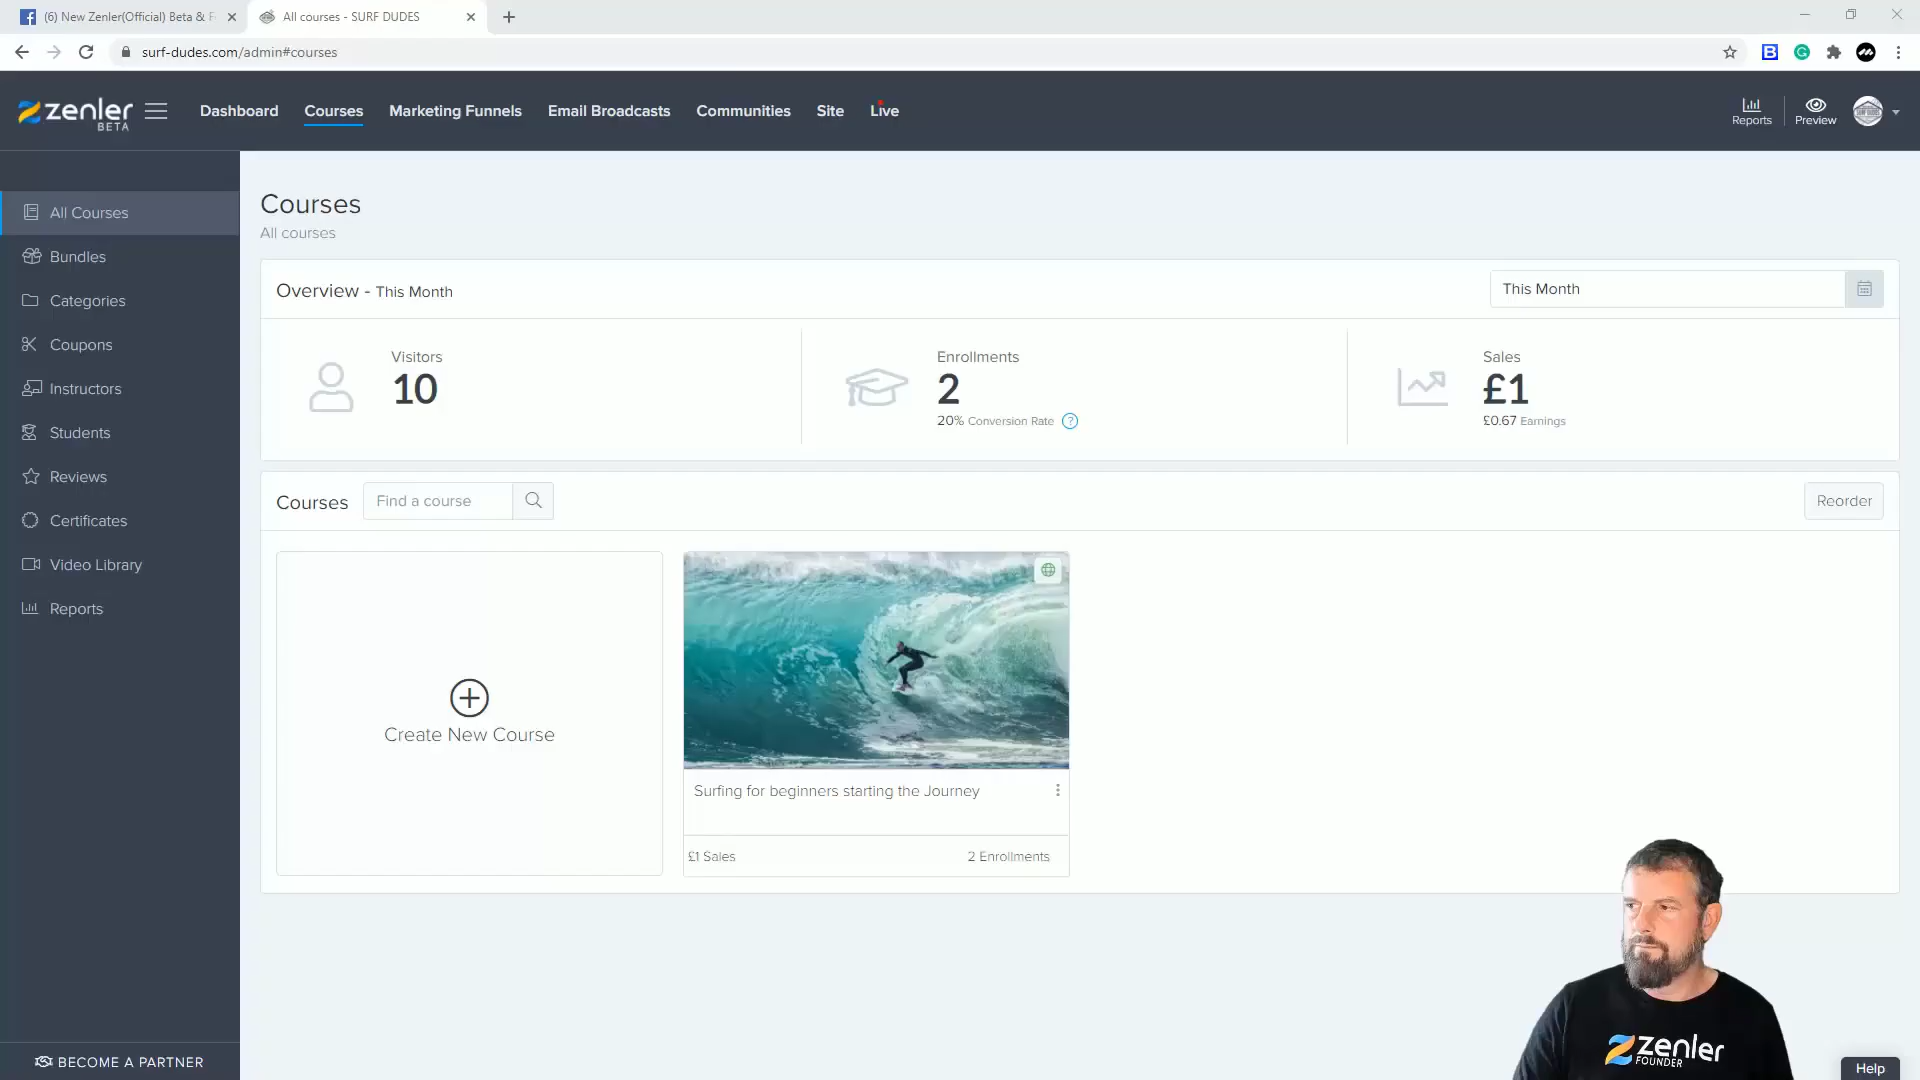 (6) New Zenler(Official) Beta & F
All courses - SURF DUDES
surf-dudes.com/admin#courses
zenler
BETA
Dashboard
Courses
Marketing Funnels
Email Broadcasts
Communities
Site
Live
Reports
Preview
All Courses
Bundles
Categories
Coupons
Instructors
Students
Reviews
Certificates
Video Library
Reports
BECOME A PARTNER
Courses
All courses
Overview - This Month
This Month
Visitors
10
Enrollments
2
20% Conversion Rate ?
Sales
£1
£0.67 Earnings
Courses
Find a course
Reorder
Create New Course
Surfing for beginners starting the Journey
£1 Sales
2 Enrollments
zenler
FOUNDER
Help